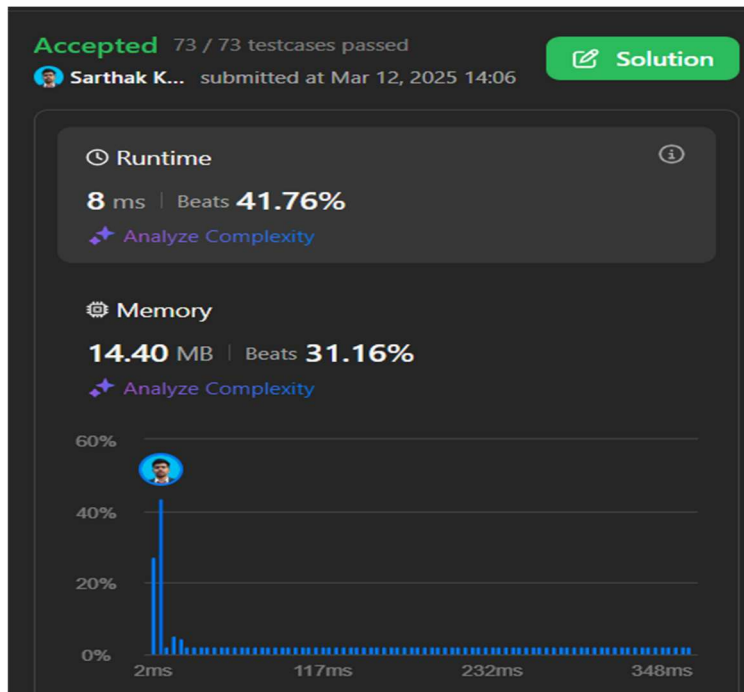 Accepted 73 / 73 testcases passed
Solution
Sarthak K... submitted at Mar 12, 2025 14:06
Runtime
8 ms | Beats 41.76%
Analyze Complexity
Memory
14.40 MB | Beats 31.16%
Analyze Complexity
60%
40%
20%
0%
2ms 117ms 232ms 348ms